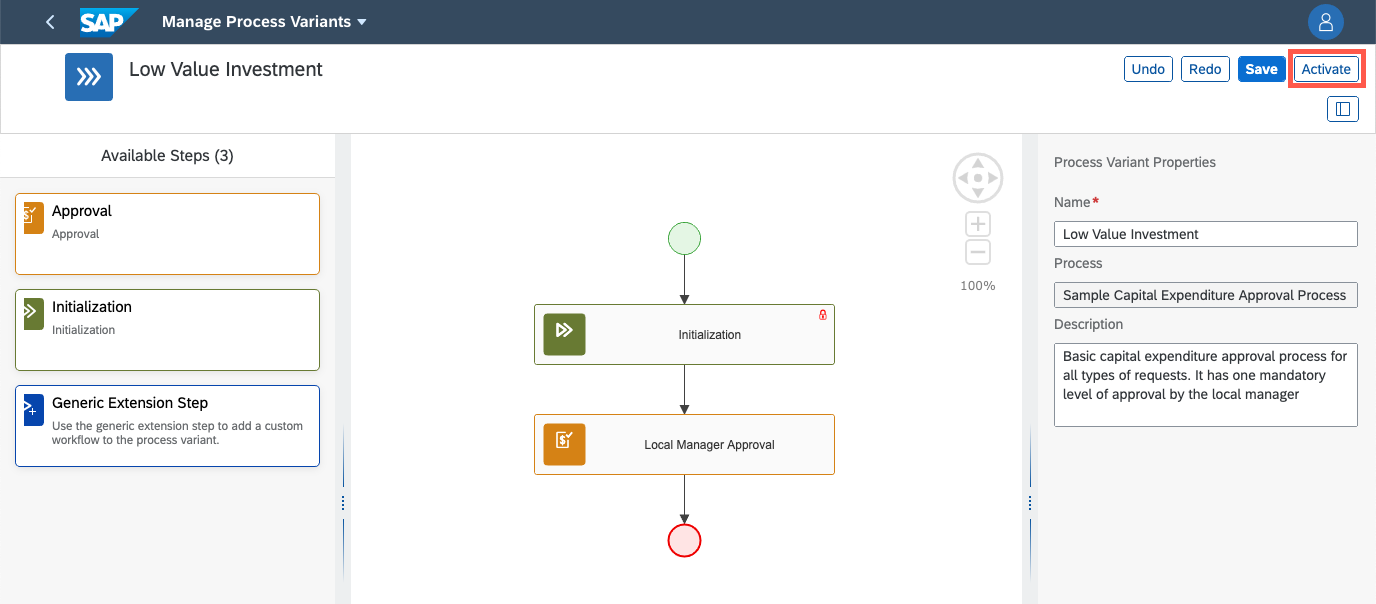 SAP
Manage Process Variants
Low Value Investment
Undo
Redo
Save
Activate
Available Steps (3)
Approval
Approval
Initialization
Initialization
Generic Extension Step
Use the generic extension step to add a custom
workflow to the process variant.
Initialization
Local Manager Approval
100%
Process Variant Properties
Name*
Low Value Investment
Process
Sample Capital Expenditure Approval Process
Description
Basic capital expenditure approval process for
all types of requests. It has one mandatory
level of approval by the local manager